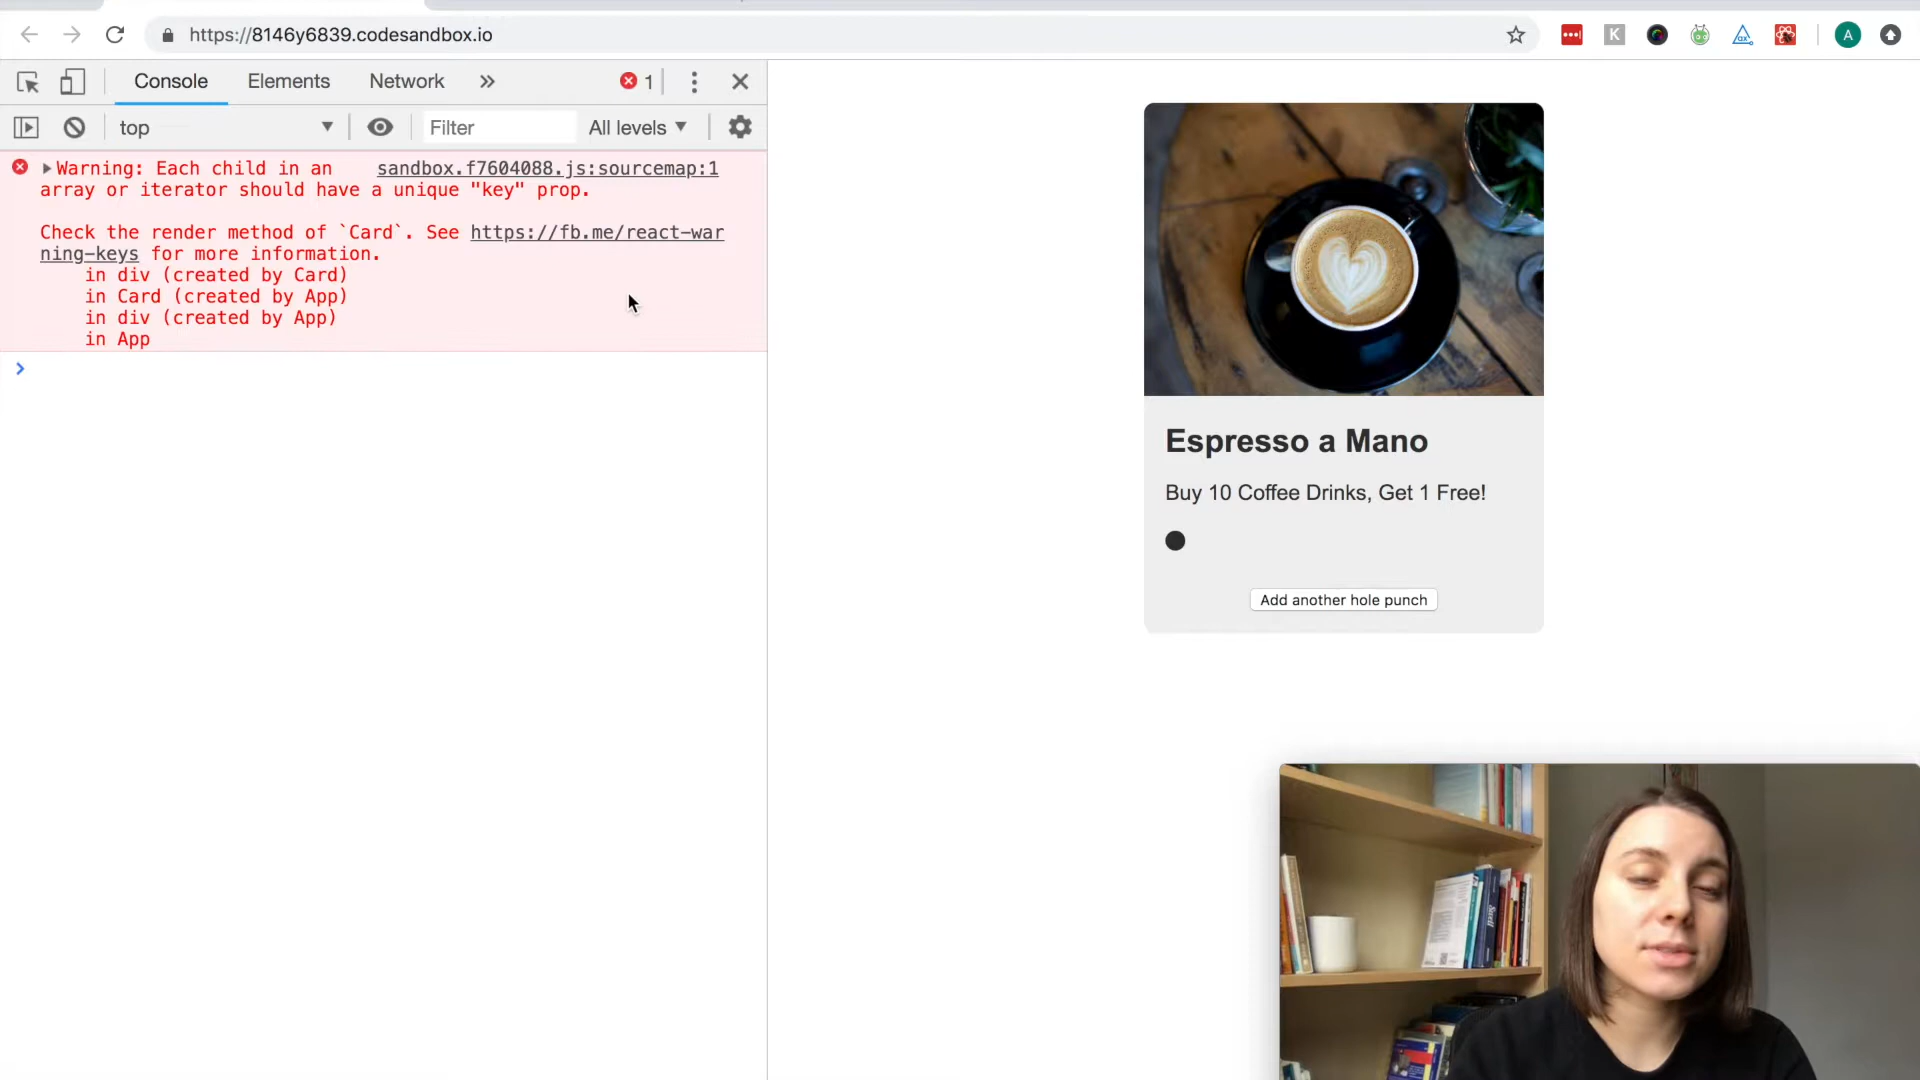 https://8146y6839.codesandbox.io
K
A
Console Elements Network » 1
top Filter All levels
Warning: Each child in an sandbox.f7604088.js:sourcemap:1
array or iterator should have a unique "key" prop.
Check the render method of `Card`. See https://fb.me/react-war
ning-keys for more information.
in div (created by Card)
in Card (created by App)
in div (created by App)
in App
Espresso a Mano
Buy 10 Coffee Drinks, Get 1 Free!
Add another hole punch